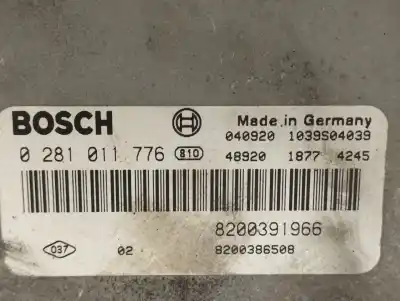 BOSCH Made in Germany
040920 1039S04039
0 281 011 776 810 48920 1877 4245
8200391966
037 02 8200386508